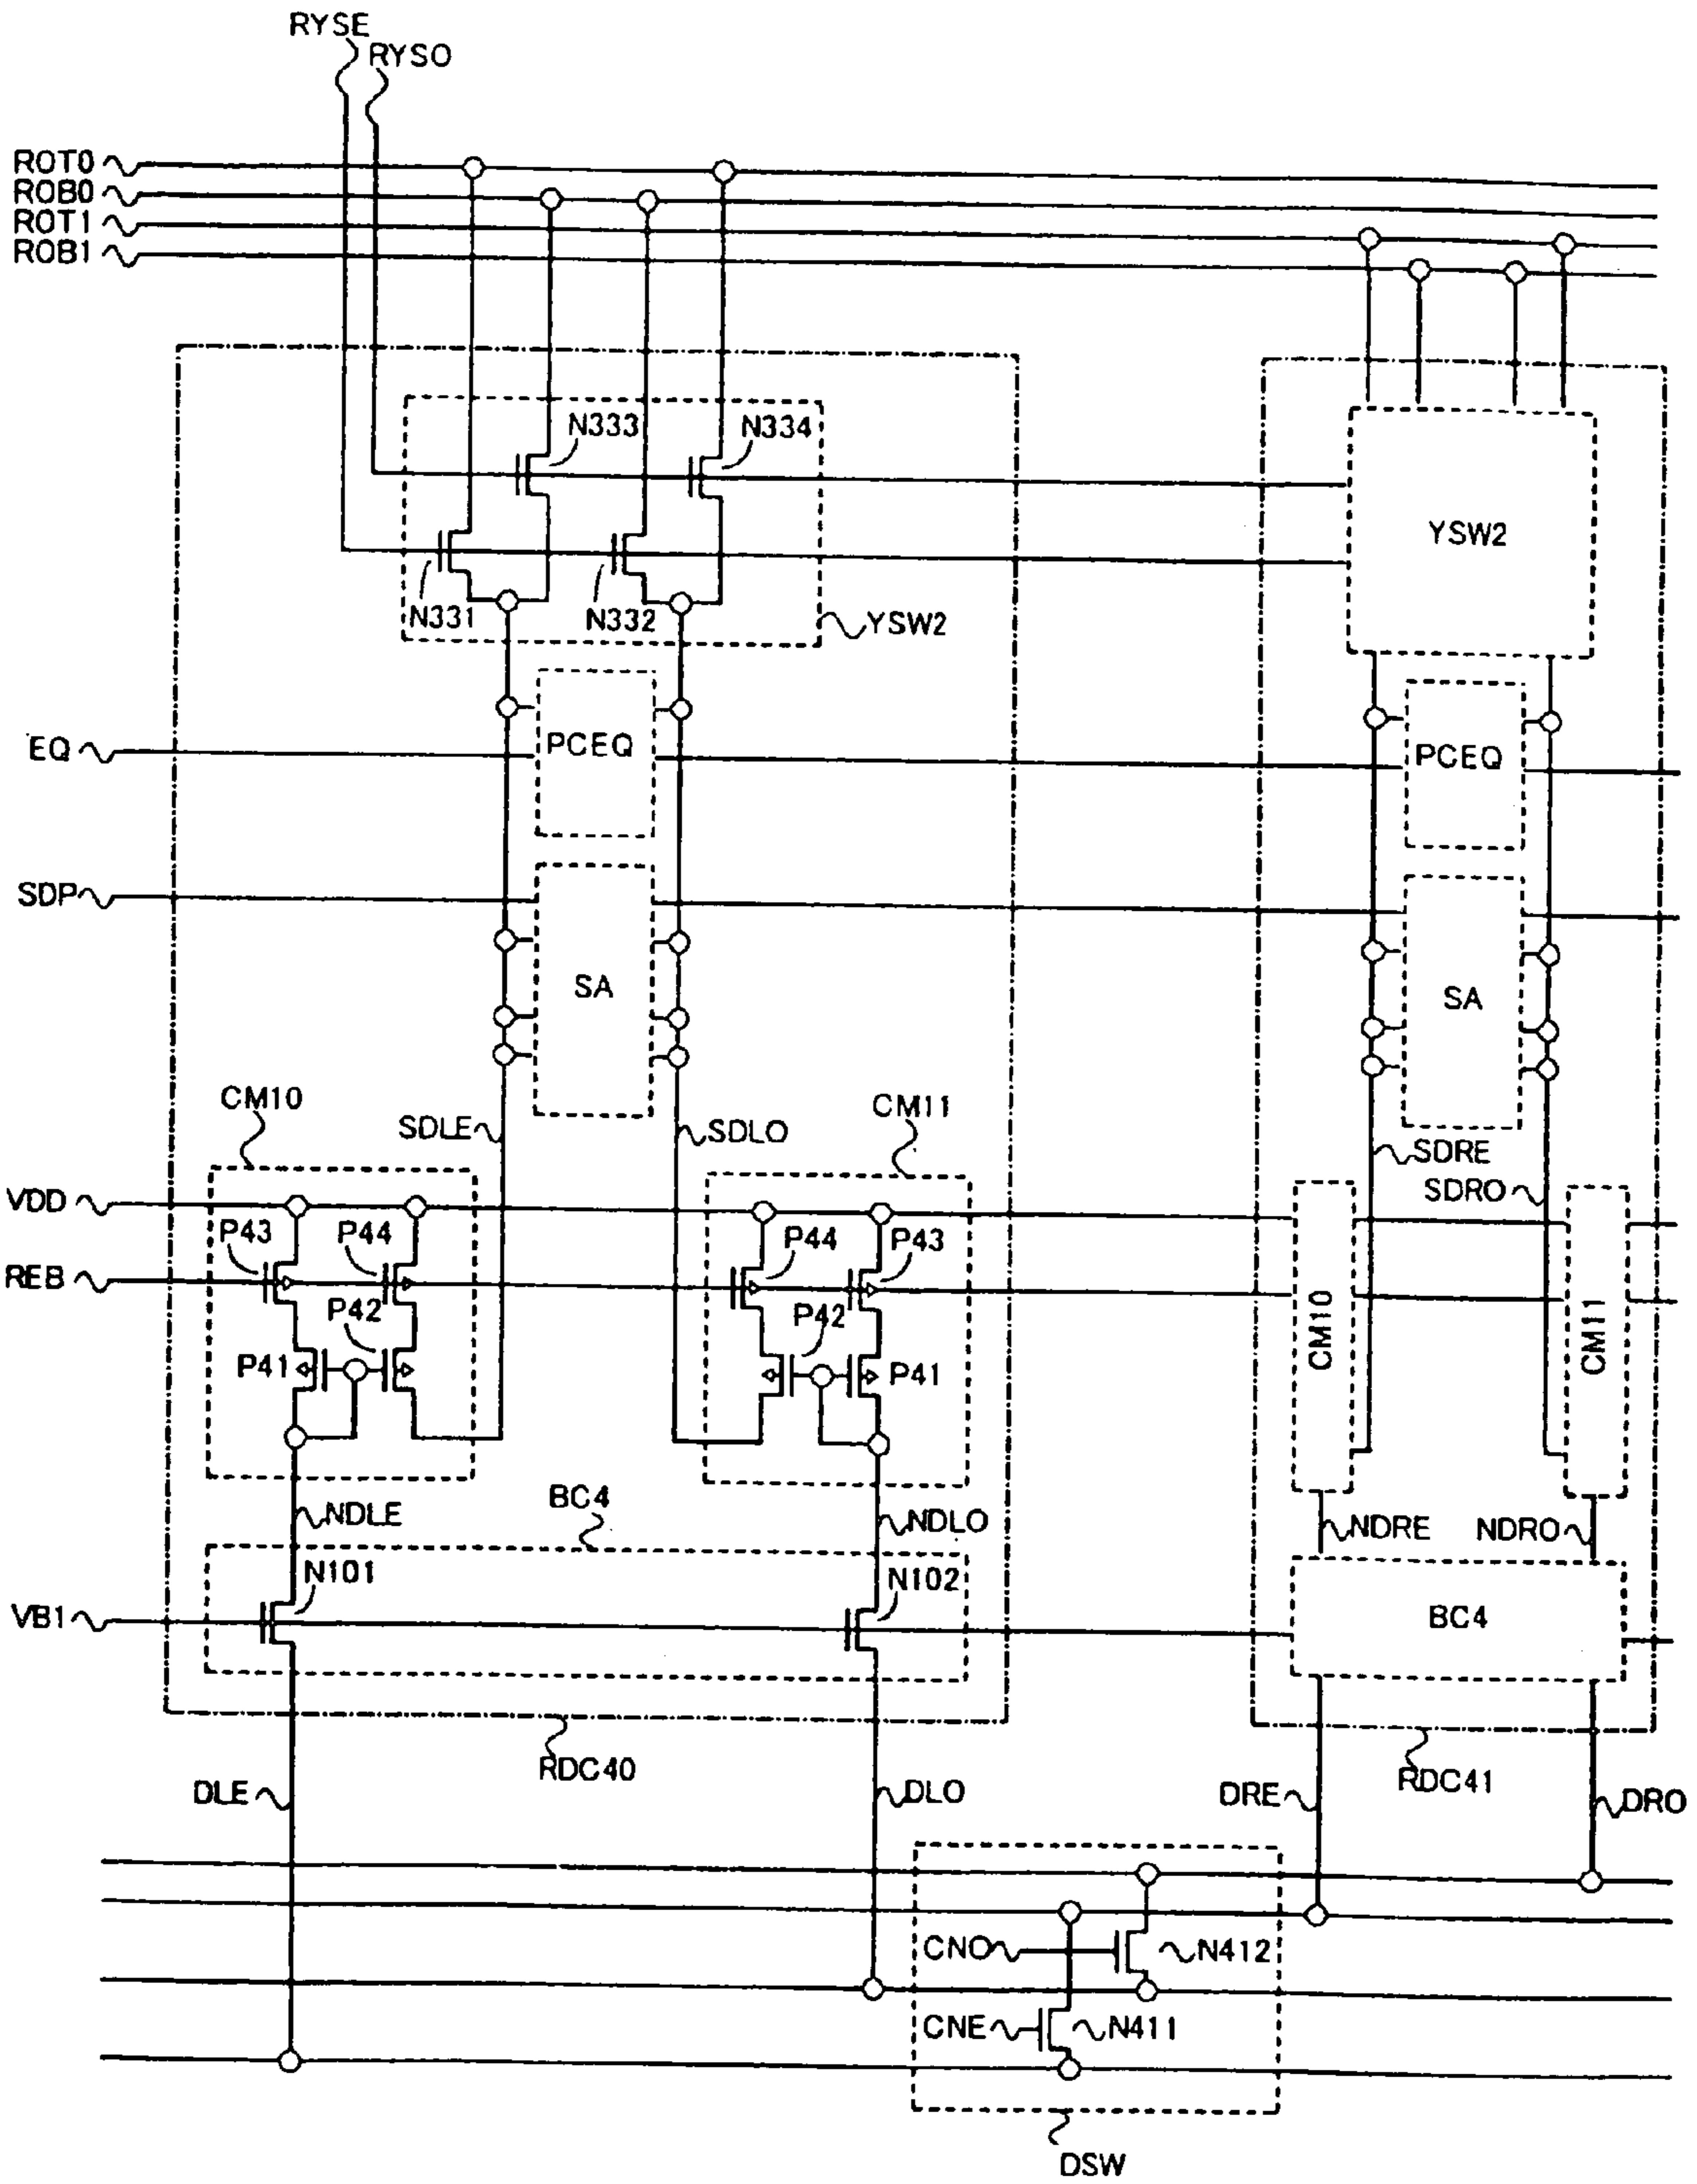 RYSE
RYSO
ROT0
ROB0
ROT1
ROB1
N333
N334
N331
N332
YSW2
YSW2
EQ
PCEQ
PCEQ
SDP
SA
SA
CM10
SDLE
SDLO
CM11
SDRE
SDRO
VDD
P43
P44
P44
P43
REB
P42
P42
P41
P41
CM10
CM11
NDLE
BC4
NDLO
NDRE
NDRO
N101
N102
VB1
BC4
RDC40
RDC41
DLE
DLO
DRE
DRO
CNO
N412
CNE
N411
DSW